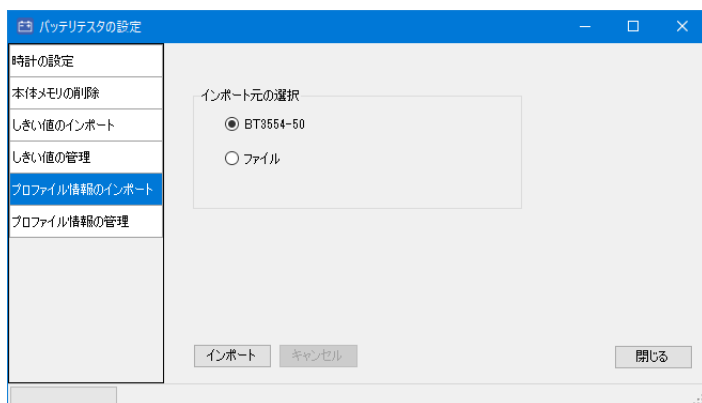 バッテリテスタの設定
時計の設定
本体メモリの削除
しきい値のインポート
しきい値の管理
プロファイル情報のインポート
プロファイル情報の管理
インポート元の選択
BT3554-50
ファイル
インポート
キャンセル
閉じる